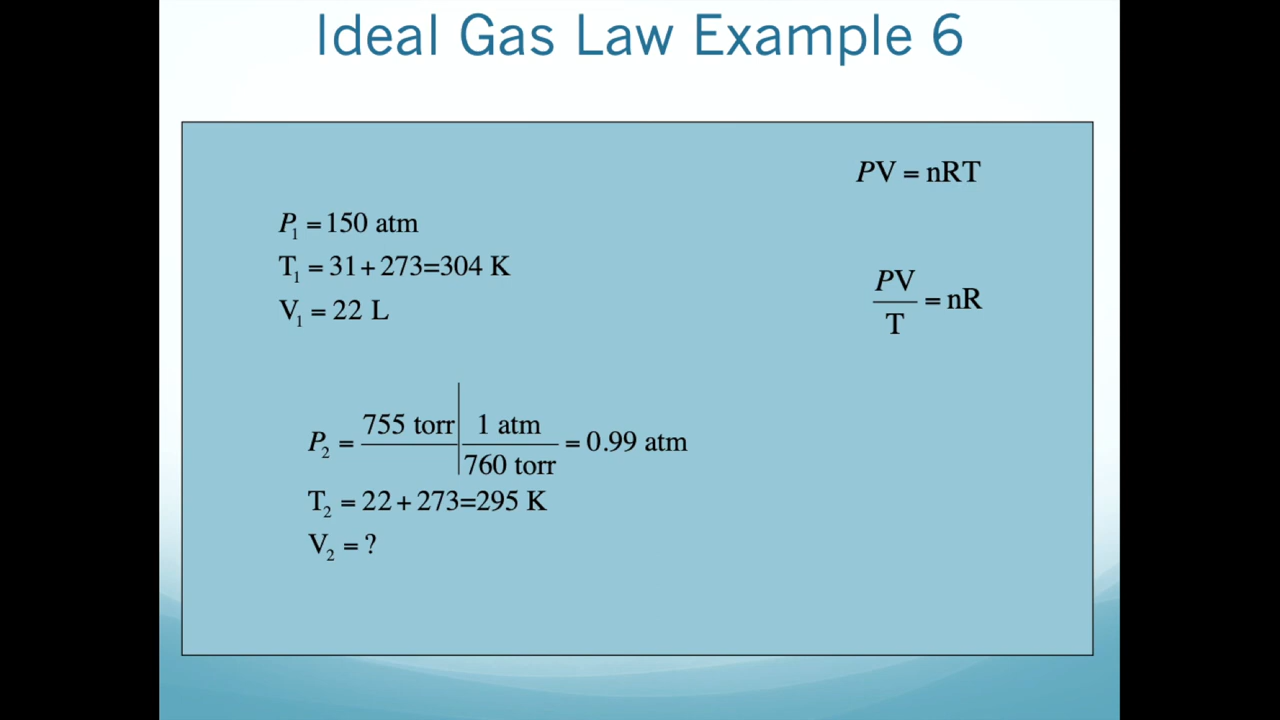 Ideal Gas Law Example 6
PV = nRT
P₁ = 150 atm
T₁ = 31 + 273=304 K
V₁ = 22 L
PV/T = nR
P₂ = 755 torr | 1 atm / 760 torr = 0.99 atm
T₂ = 22 + 273=295 K
V₂ = ?